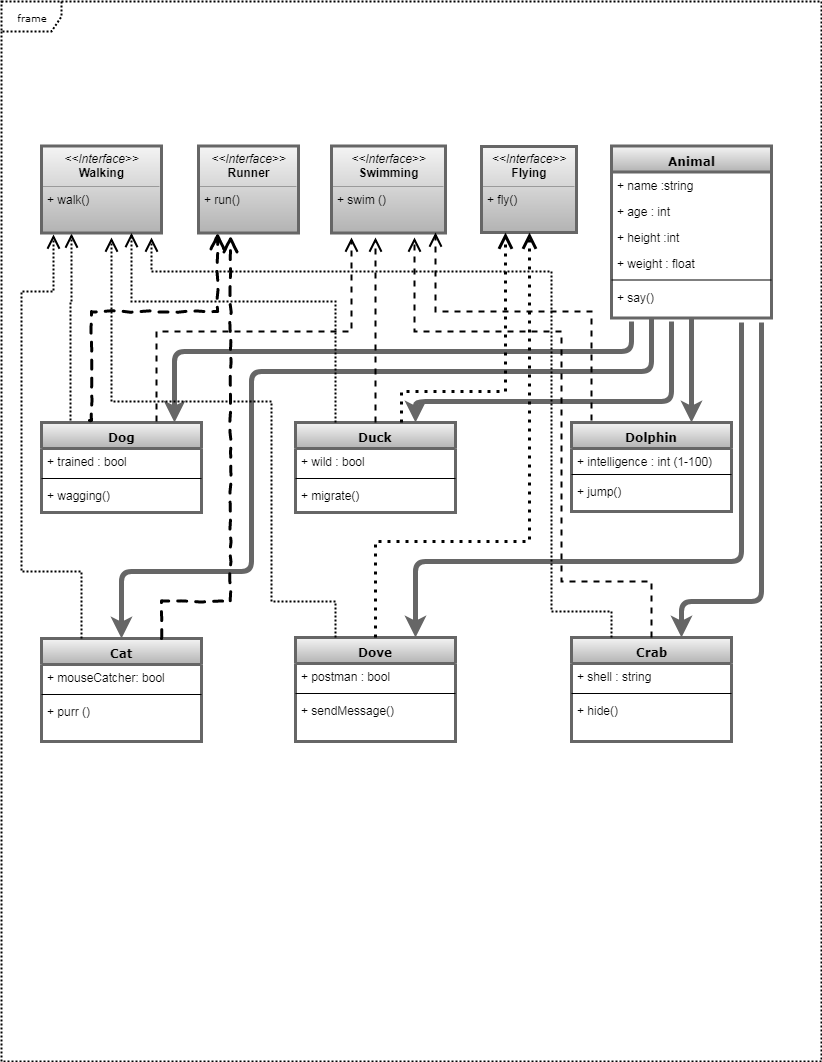 frame
<<Interface>>
Walking
+ walk()
<<Interface>>
Runner
+ run()
<<Interface>>
Swimming
+ swim ()
<<Interface>>
Flying
+ fly()
Animal
+ name :string
+ age : int
+ height :int
+ weight : float
+ say()
Dog
+ trained : bool
+ wagging()
Duck
+ wild : bool
+ migrate()
Dolphin
+ intelligence : int (1-100)
+ jump()
Cat
+ mouseCatcher: bool
+ purr ()
Dove
+ postman : bool
+ sendMessage()
Crab
+ shell : string
+ hide()